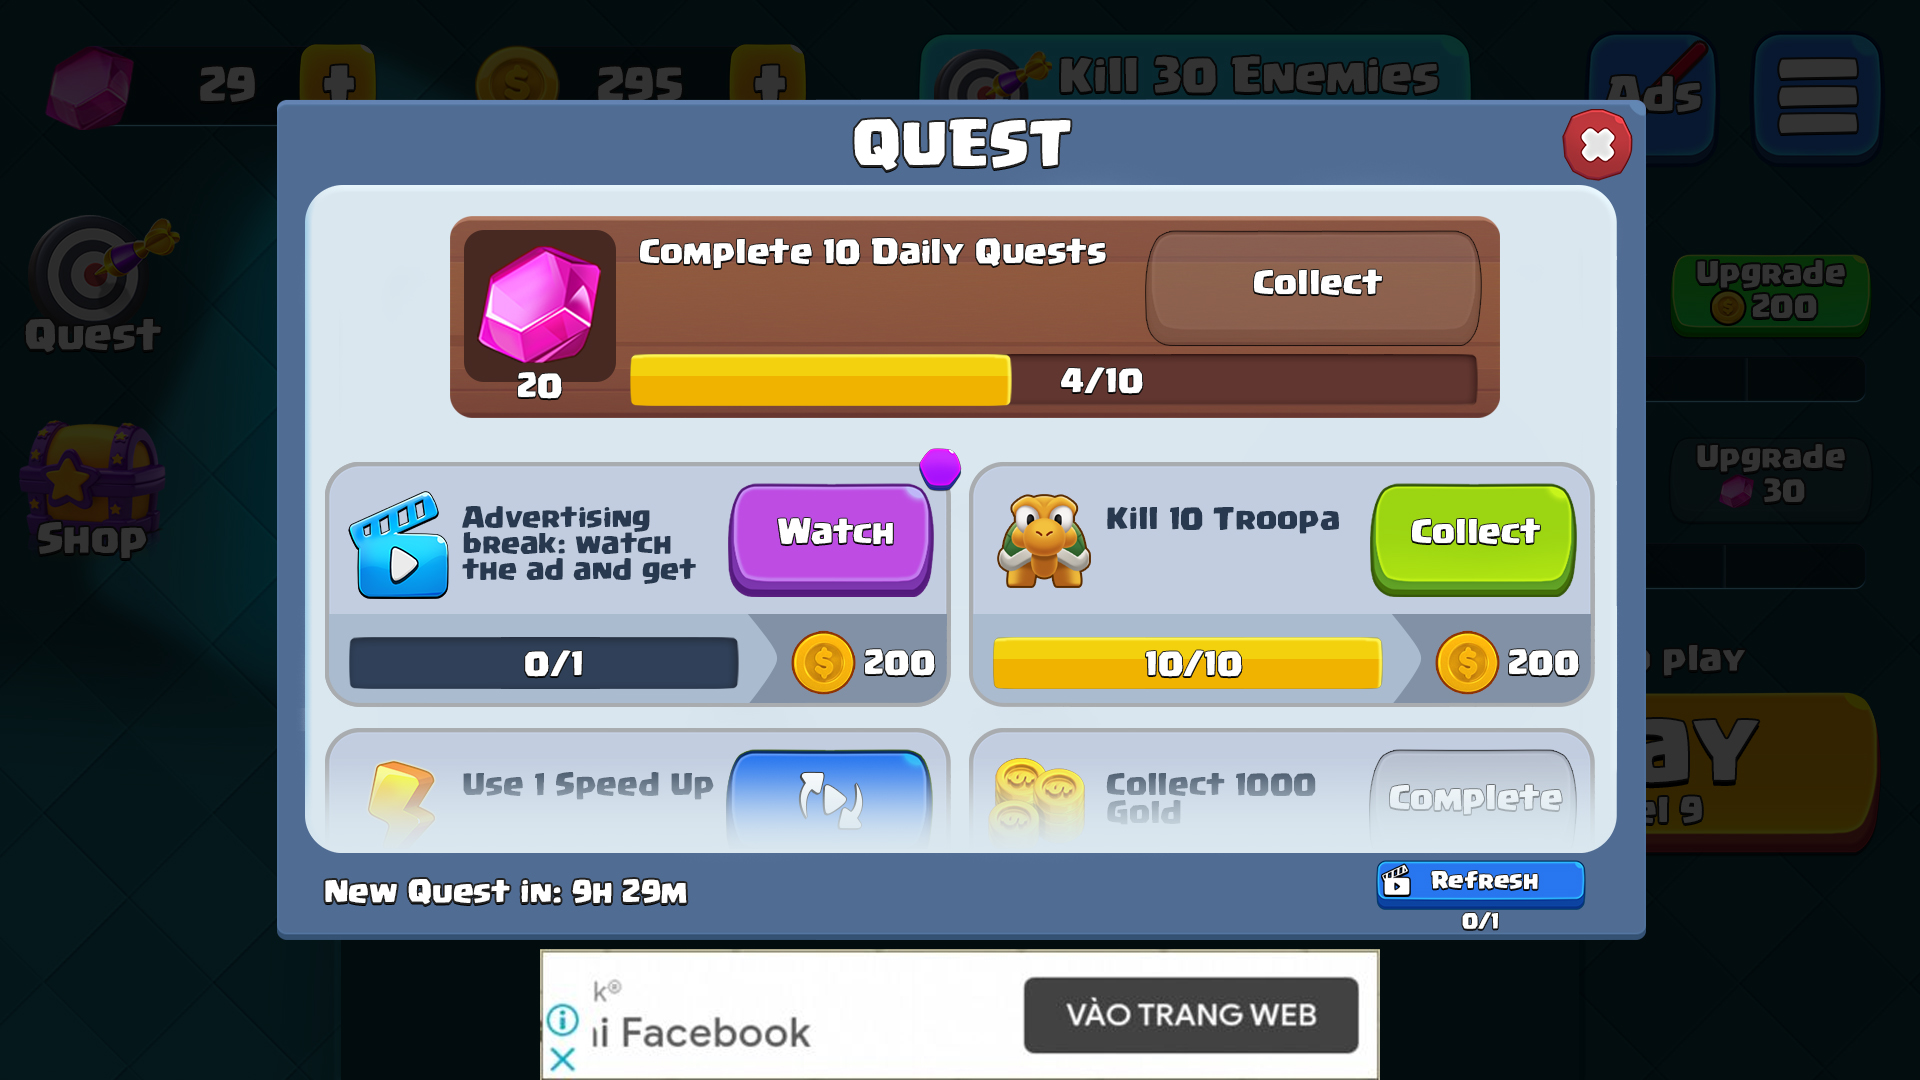 29
295
Kill 30 Enemies
Ads
QUEST
Quest
Shop
Complete 10 Daily Quests
Collect
20
4/10
Upgrade
200
Upgrade
30
Advertising
break: watch
the ad and get
Watch
0/1
200
Kill 10 Troopa
Collect
10/10
200
play
Use 1 Speed Up
Collect 1000
Gold
Complete
9
New Quest in: 9h 29m
Refresh
0/1
k®
Facebook
VÀO TRANG WEB